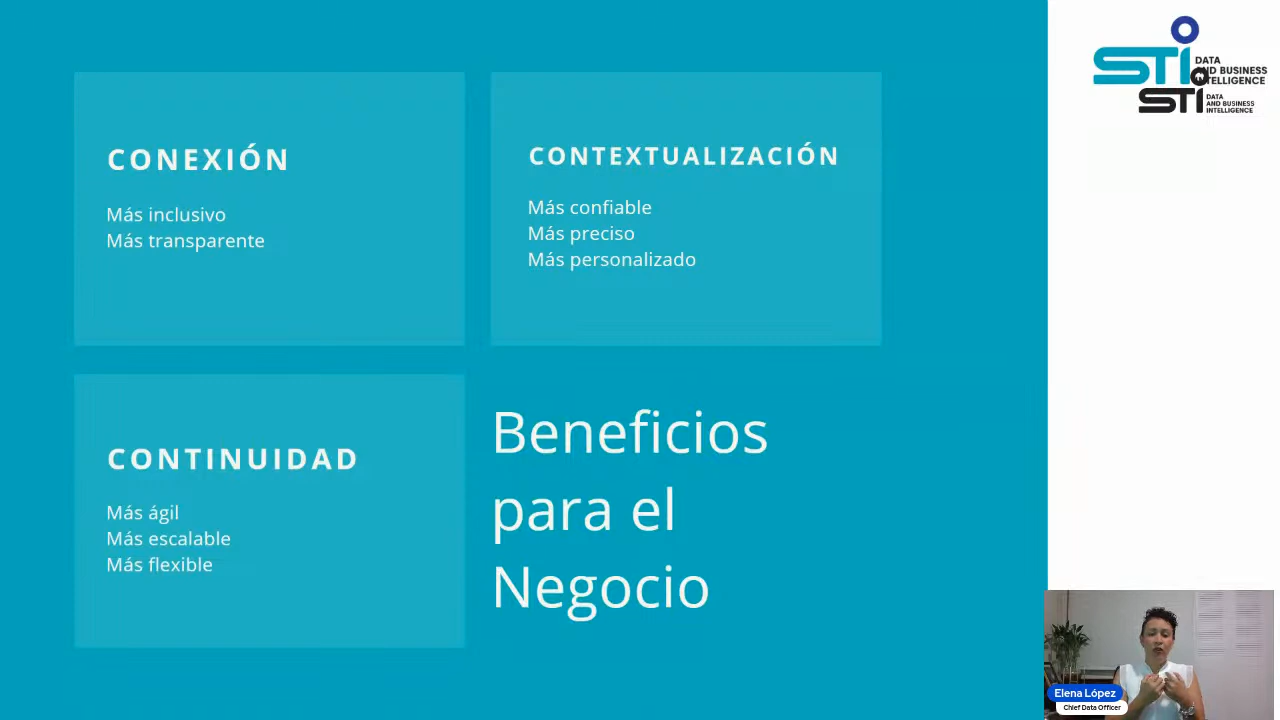 CONEXIÓN
Más inclusivo
Más transparente
CONTEXTUALIZACIÓN
Más confiable
Más preciso
Más personalizado
CONTINUIDAD
Más ágil
Más escalable
Más flexible
Beneficios
para el
Negocio
STI
DATA
AND BUSINESS
INTELLIGENCE
STI
DATA
AND BUSINESS
INTELLIGENCE
Elena López
Chief Data Officer